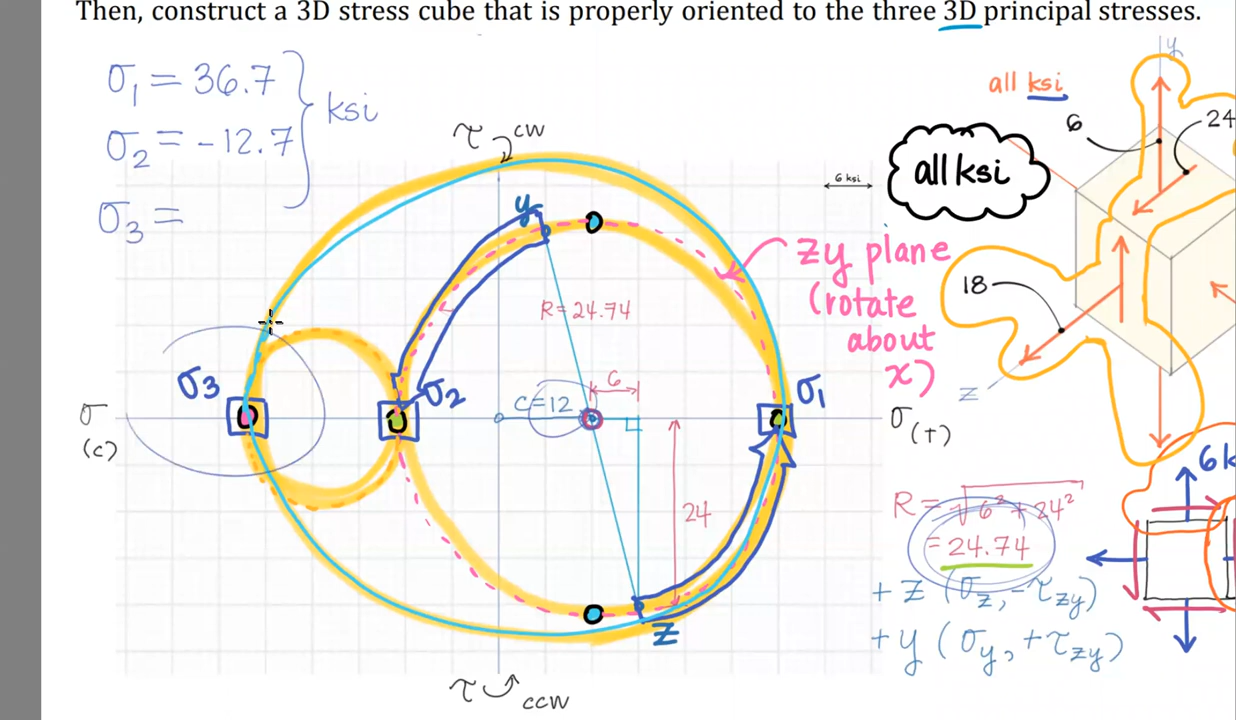 Then, construct a 3D stress cube that is properly oriented to the three 3D principal stresses.
σ₁ = 36.7
σ₂ = -12.7
σ₃ =
ksi
τ CW
6 ksi
all ksi
all ksi
y
6
24
18
z
y
zy plane
(rotate
about
x)
R=24.74
σ3
σ2
C=12
6
σ1
σ
(c)
σ
(T)
24
z
R = √6² + 24²
= 24.74
+ z (σz, -τzy)
+ y (σy, +τzy)
6k
τ CCW